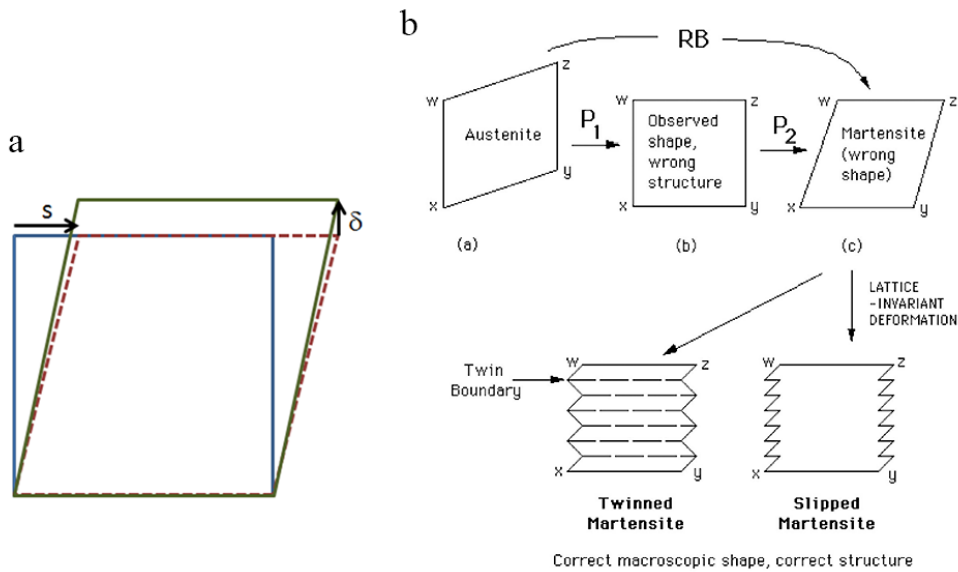 a
s
δ
b
RB
w
z
x
y
Austenite
(a)
P1
w
z
x
y
Observed
shape,
wrong
structure
(b)
P2
w
z
x
y
Martensite
(wrong
shape)
(c)
LATTICE
-INVARIANT
DEFORMATION
Twin
Boundary
w
z
x
y
Twinned
Martensite
w
z
x
y
Slipped
Martensite
Correct macroscopic shape, correct structure